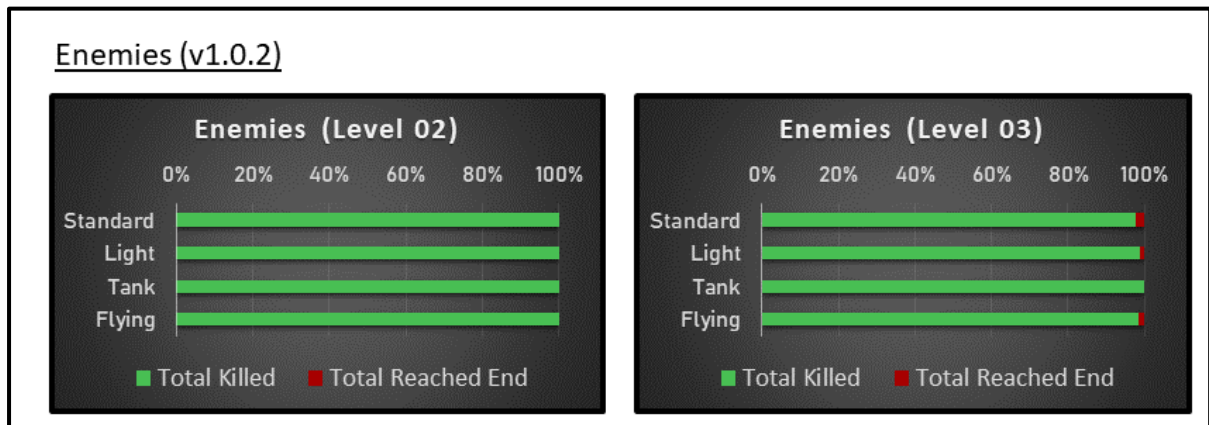 Enemies (v1.0.2)
Enemies (Level 02)
0% 20% 40% 60% 80% 100%
Standard
Light
Tank
Flying
Total Killed Total Reached End
Enemies (Level 03)
0% 20% 40% 60% 80% 100%
Standard
Light
Tank
Flying
Total Killed Total Reached End